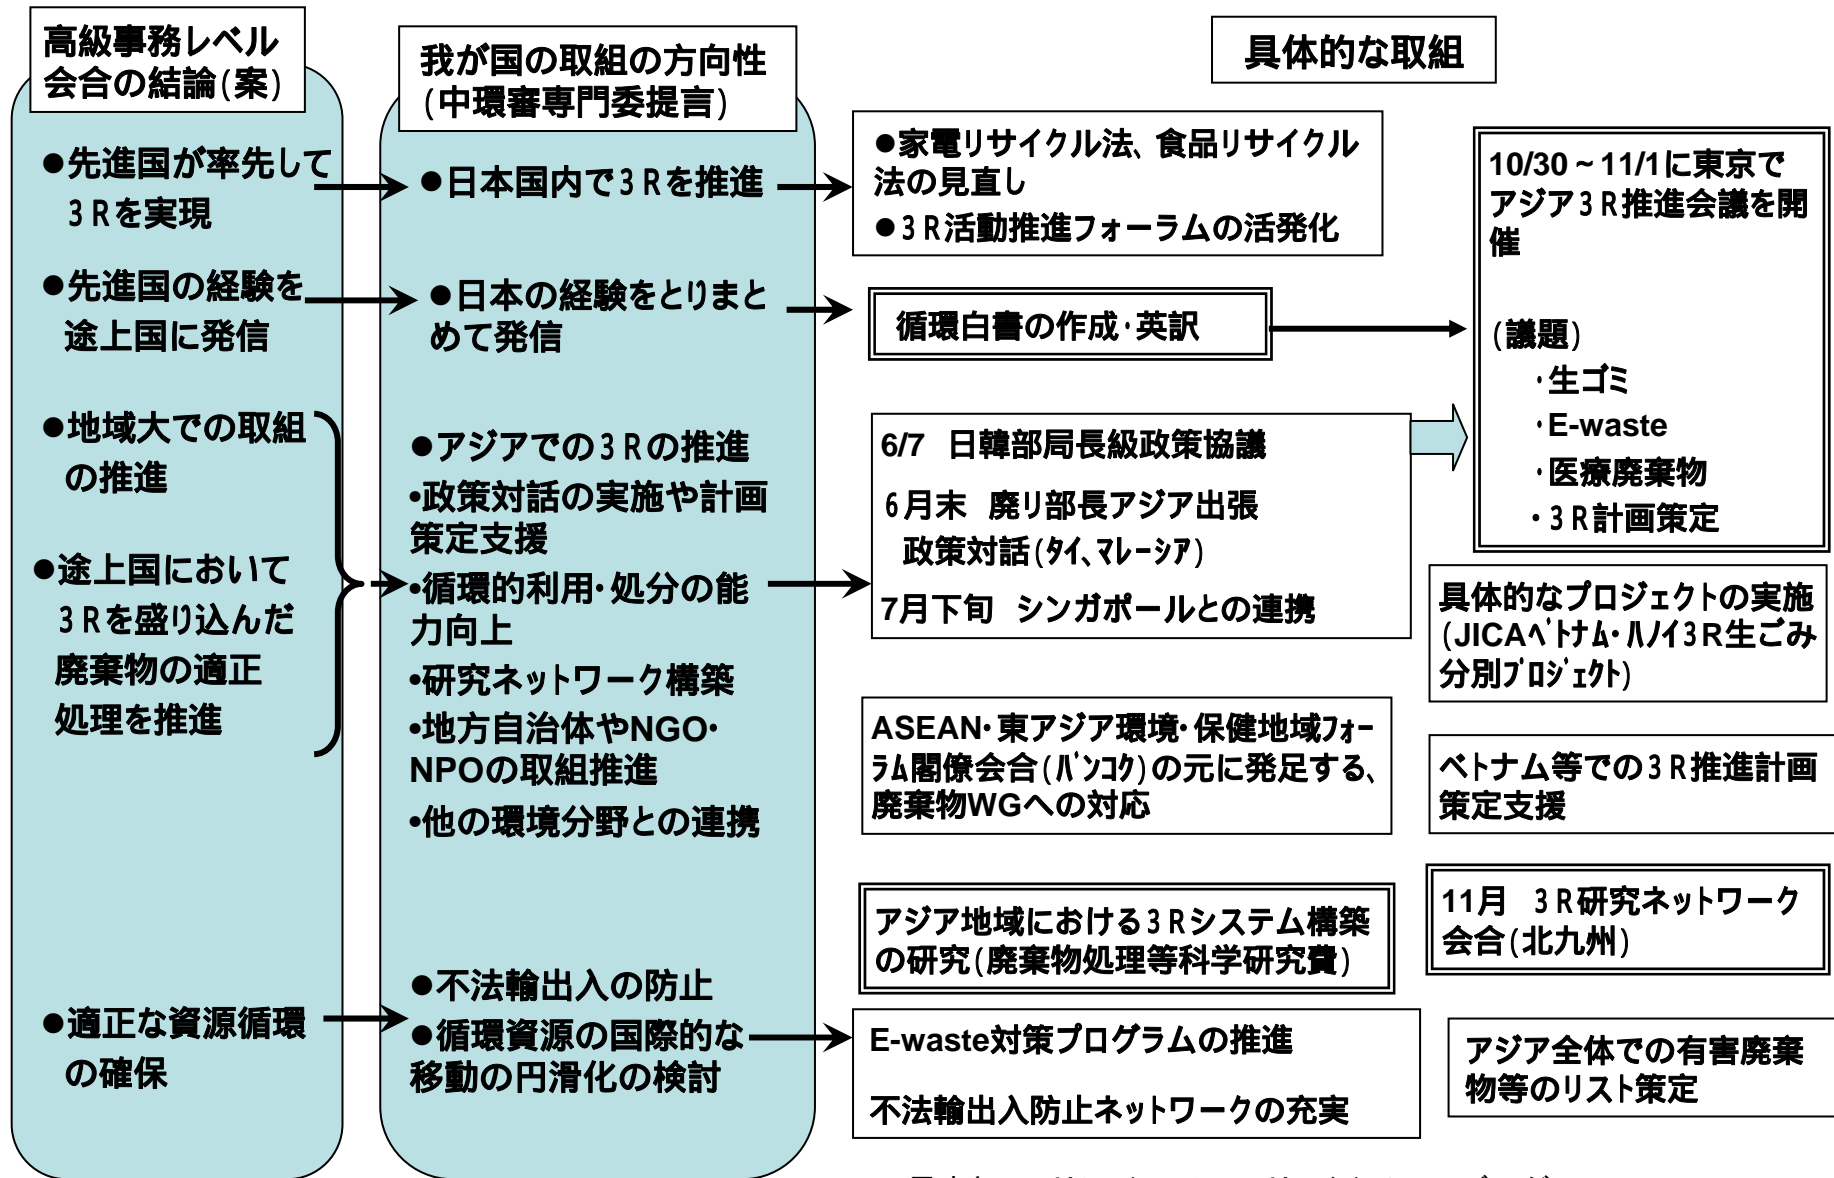 高級事務レベル
会合の結論(案)
●先進国が率先して
３Ｒを実現
●先進国の経験を
途上国に発信
●地域大での取組
の推進
●途上国において
３Ｒを盛り込んだ
廃棄物の適正
処理を推進
●適正な資源循環
の確保
我が国の取組の方向性
(中環審専門委提言)
●日本国内で３Ｒを推進
●日本の経験をとりまと
めて発信
●アジアでの３Ｒの推進
•政策対話の実施や計画
策定支援
•循環的利用・処分の能
力向上
•研究ネットワーク構築
•地方自治体やNGO・
NPOの取組推進
•他の環境分野との連携
●不法輸出入の防止
●循環資源の国際的な
移動の円滑化の検討
具体的な取組
●家電リサイクル法、食品リサイクル
法の見直し
●３Ｒ活動推進フォーラムの活発化
循環白書の作成・英訳
6/7 日韓部局長級政策協議
６月末 廃リ部長アジア出張
政策対話(ﾀｲ、ﾏﾚｰｼｱ)
7月下旬 シンガポールとの連携
ASEAN・東アジア環境・保健地域ﾌｫｰ
ﾗﾑ閣僚会合(ﾊﾞﾝｺｸ)の元に発足する、
廃棄物WGへの対応
アジア地域における３Ｒシステム構築
の研究(廃棄物処理等科学研究費)
E-waste対策プログラムの推進
不法輸出入防止ネットワークの充実
10/30～11/1に東京で
アジア３Ｒ推進会議を開
催
(議題)
・生ゴミ
・E-waste
・医療廃棄物
・３Ｒ計画策定
具体的なプロジェクトの実施
(JICAﾍﾞﾄﾅﾑ・ﾊﾉｲ３Ｒ生ごみ
分別ﾌﾟﾛｼﾞｪｸﾄ)
ベトナム等での３Ｒ推進計画
策定支援
11月 ３Ｒ研究ネットワーク
会合(北九州)
アジア全体での有害廃棄
物等のリスト策定